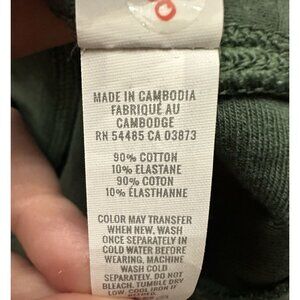 MADE IN CAMBODIA
FABRIQUÉ AU
CAMBODGE
RN 54485 CA 03873
90% COTTON
10% ELASTANE
90% COTON
10% ÉLASTHANNE
COLOR MAY TRANSFER
WHEN NEW. WASH
ONCE SEPARATELY IN
COLD WATER BEFORE
WEARING. MACHINE
WASH COLD
SEPARATELY. DO NOT
BLEACH. TUMBLE DRY
LOW. COOL IRON IF